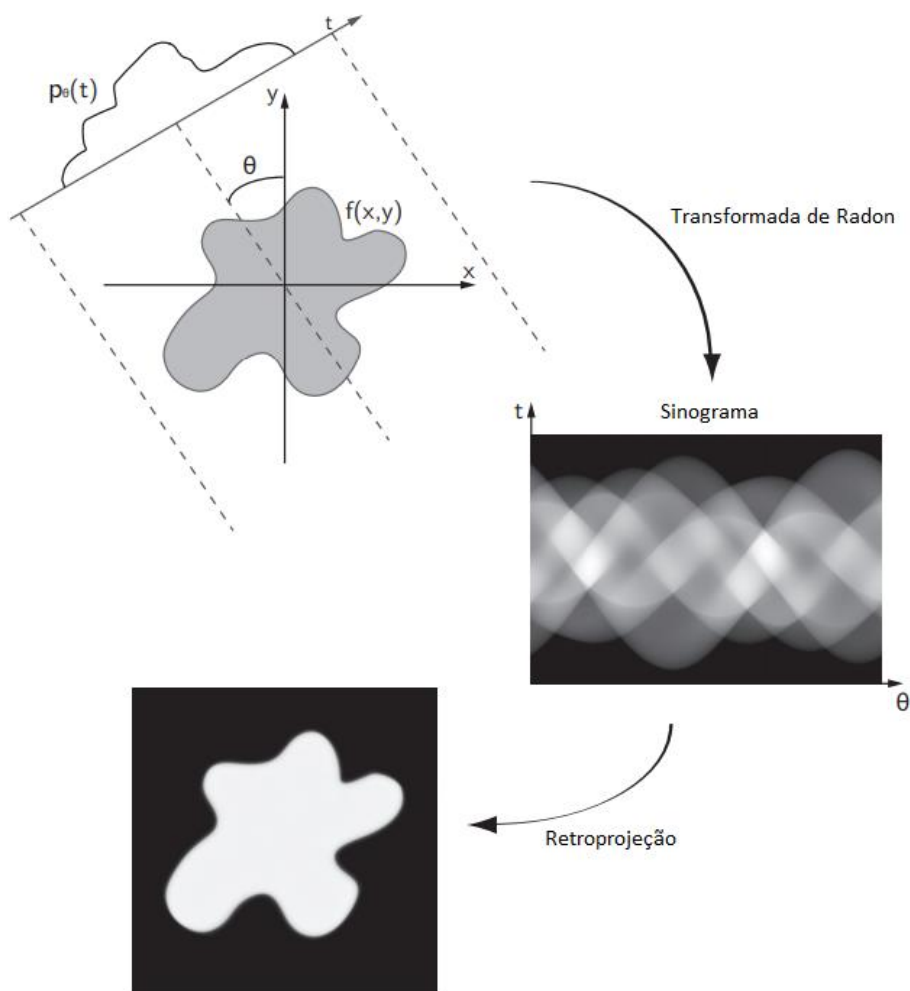 t
pθ(t)
y
θ
f(x,y)
x
Transformada de Radon
Sinograma
t
θ
Retroprojeção